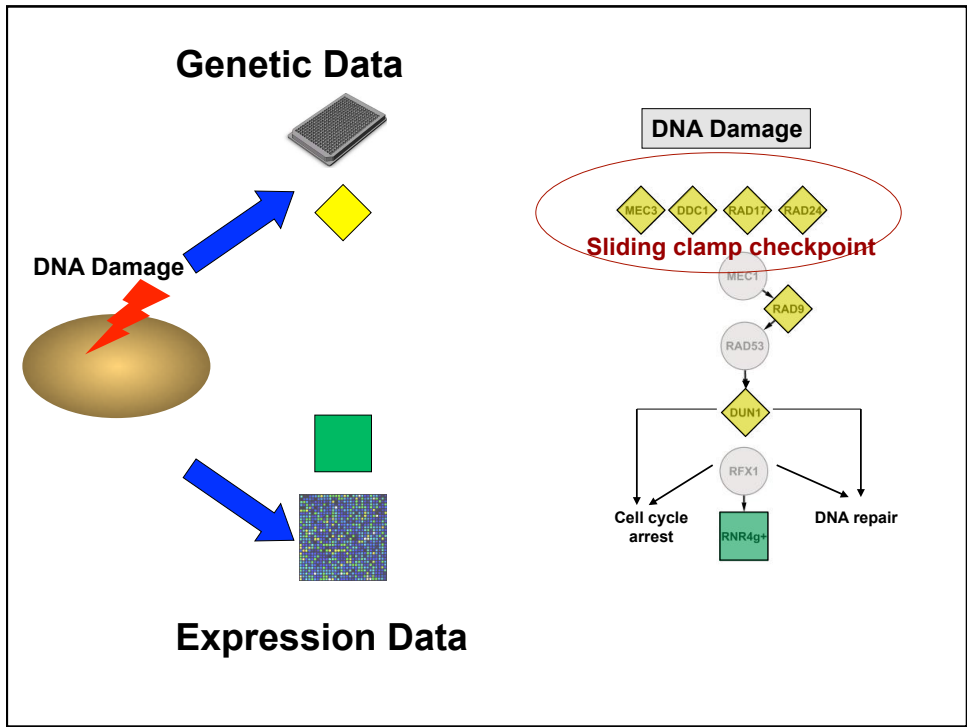 Genetic Data
DNA Damage
Expression Data
DNA Damage
MEC3 DDC1 RAD17 RAD24
Sliding clamp checkpoint
MEC1
RAD9
RAD53
DUN1
RFX1
Cell cycle
arrest
RNR4g+
DNA repair